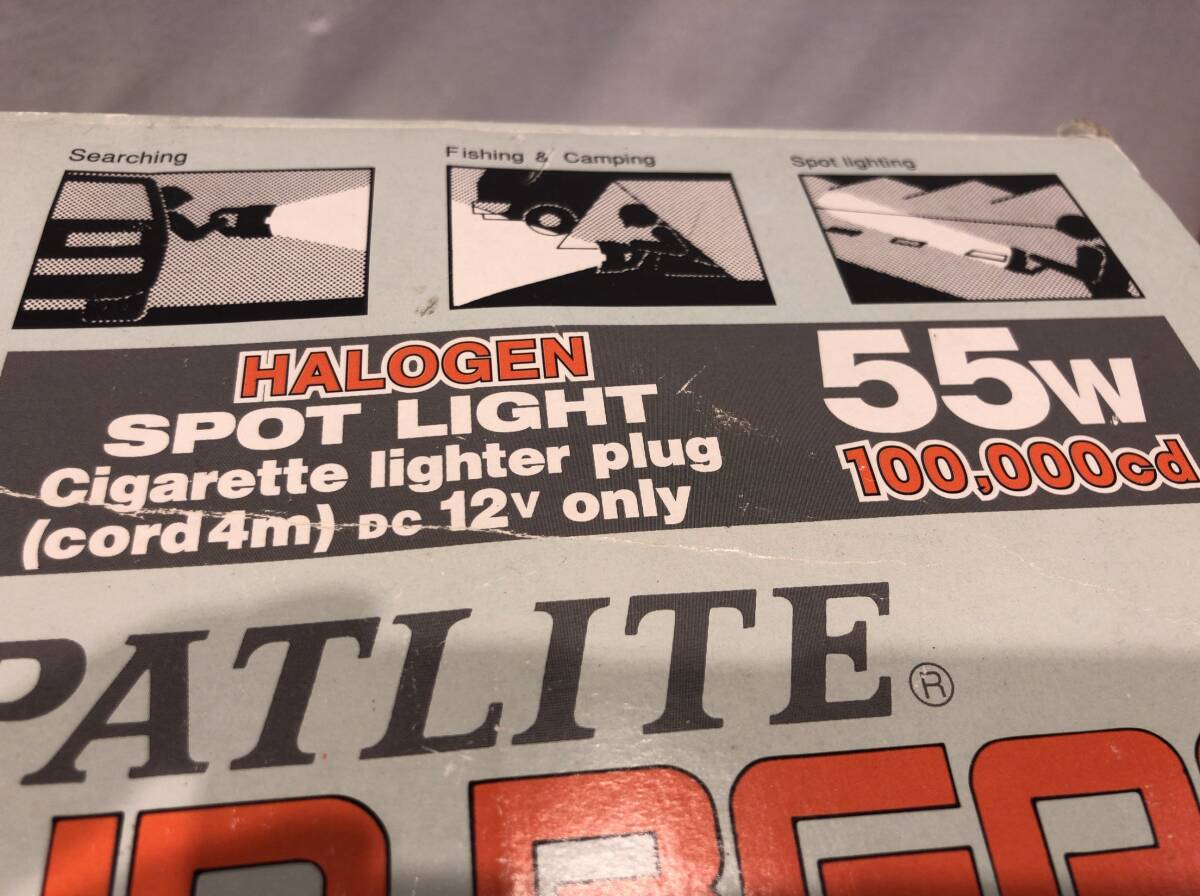 Searching
Fishing & Camping
Spot lighting
HALOGEN
SPOT LIGHT
Cigarette lighter plug
(cord 4m) DC 12V only
55W
100,000cd
PATLITE®